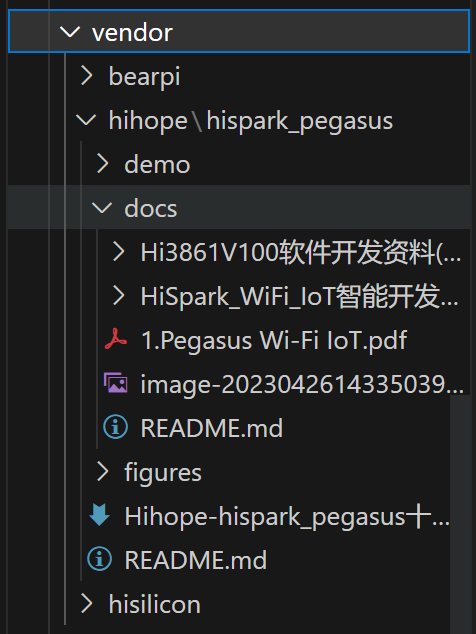 vendor
bearpi
hihope\hispark_pegasus
demo
docs
Hi3861V100软件开发资料(...
HiSpark_WiFi_IoT智能开发...
1.Pegasus Wi-Fi IoT.pdf
image-2023042614335039...
README.md
figures
Hihope-hispark_pegasus十...
README.md
hisilicon